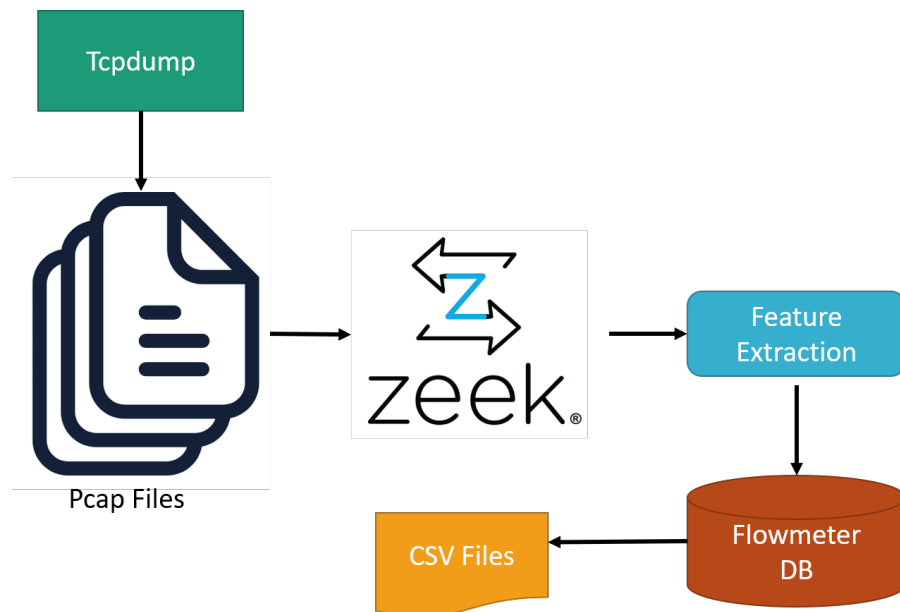 Tcpdump
Pcap Files
z
zeek®
Feature
Extraction
Flowmeter
DB
CSV Files